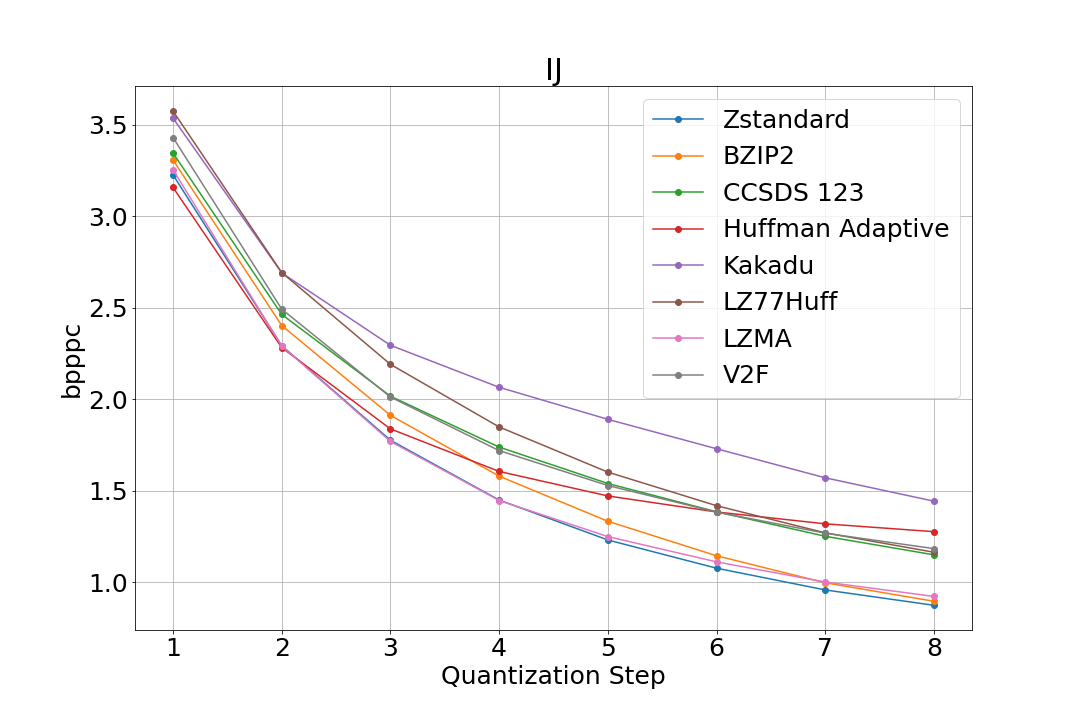 IJ
3.5
3.0
2.5
2.0
1.5
1.0
bpppc
1 2 3 4 5 6 7 8
Quantization Step
Zstandard
BZIP2
CCSDS 123
Huffman Adaptive
Kakadu
LZ77Huff
LZMA
V2F